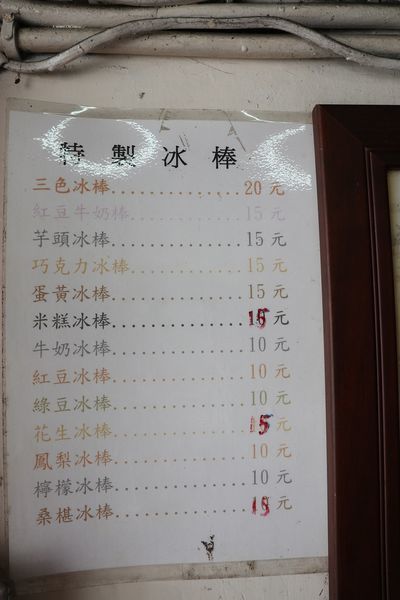 特製冰棒
三色冰棒...............20元
紅豆牛奶棒.............15元
芋頭冰棒...............15元
巧克力冰棒.............15元
蛋黃冰棒...............15元
米糕冰棒...............15元
牛奶冰棒...............10元
紅豆冰棒...............10元
綠豆冰棒...............10元
花生冰棒...............15元
鳳梨冰棒...............10元
檸檬冰棒...............10元
桑椹冰棒...............15元